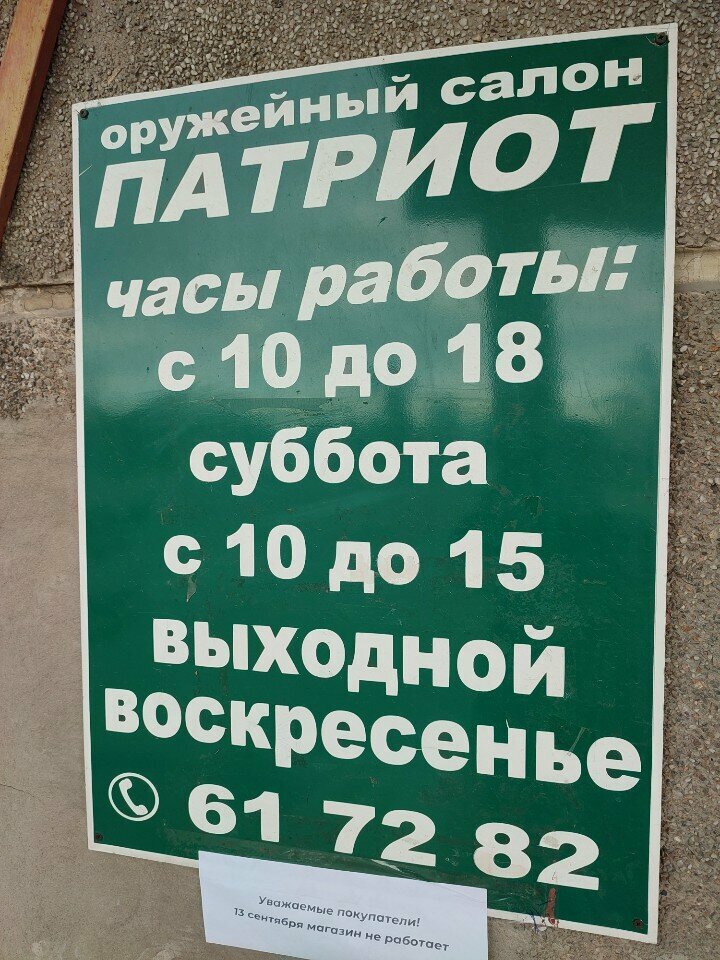 оружейный салон
ПАТРИОТ
часы работы:
с 10 до 18
суббота
с 10 до 15
выходной
воскресенье
61 72 82
Уважаемые покупатели!
13 сентября магазин не работает